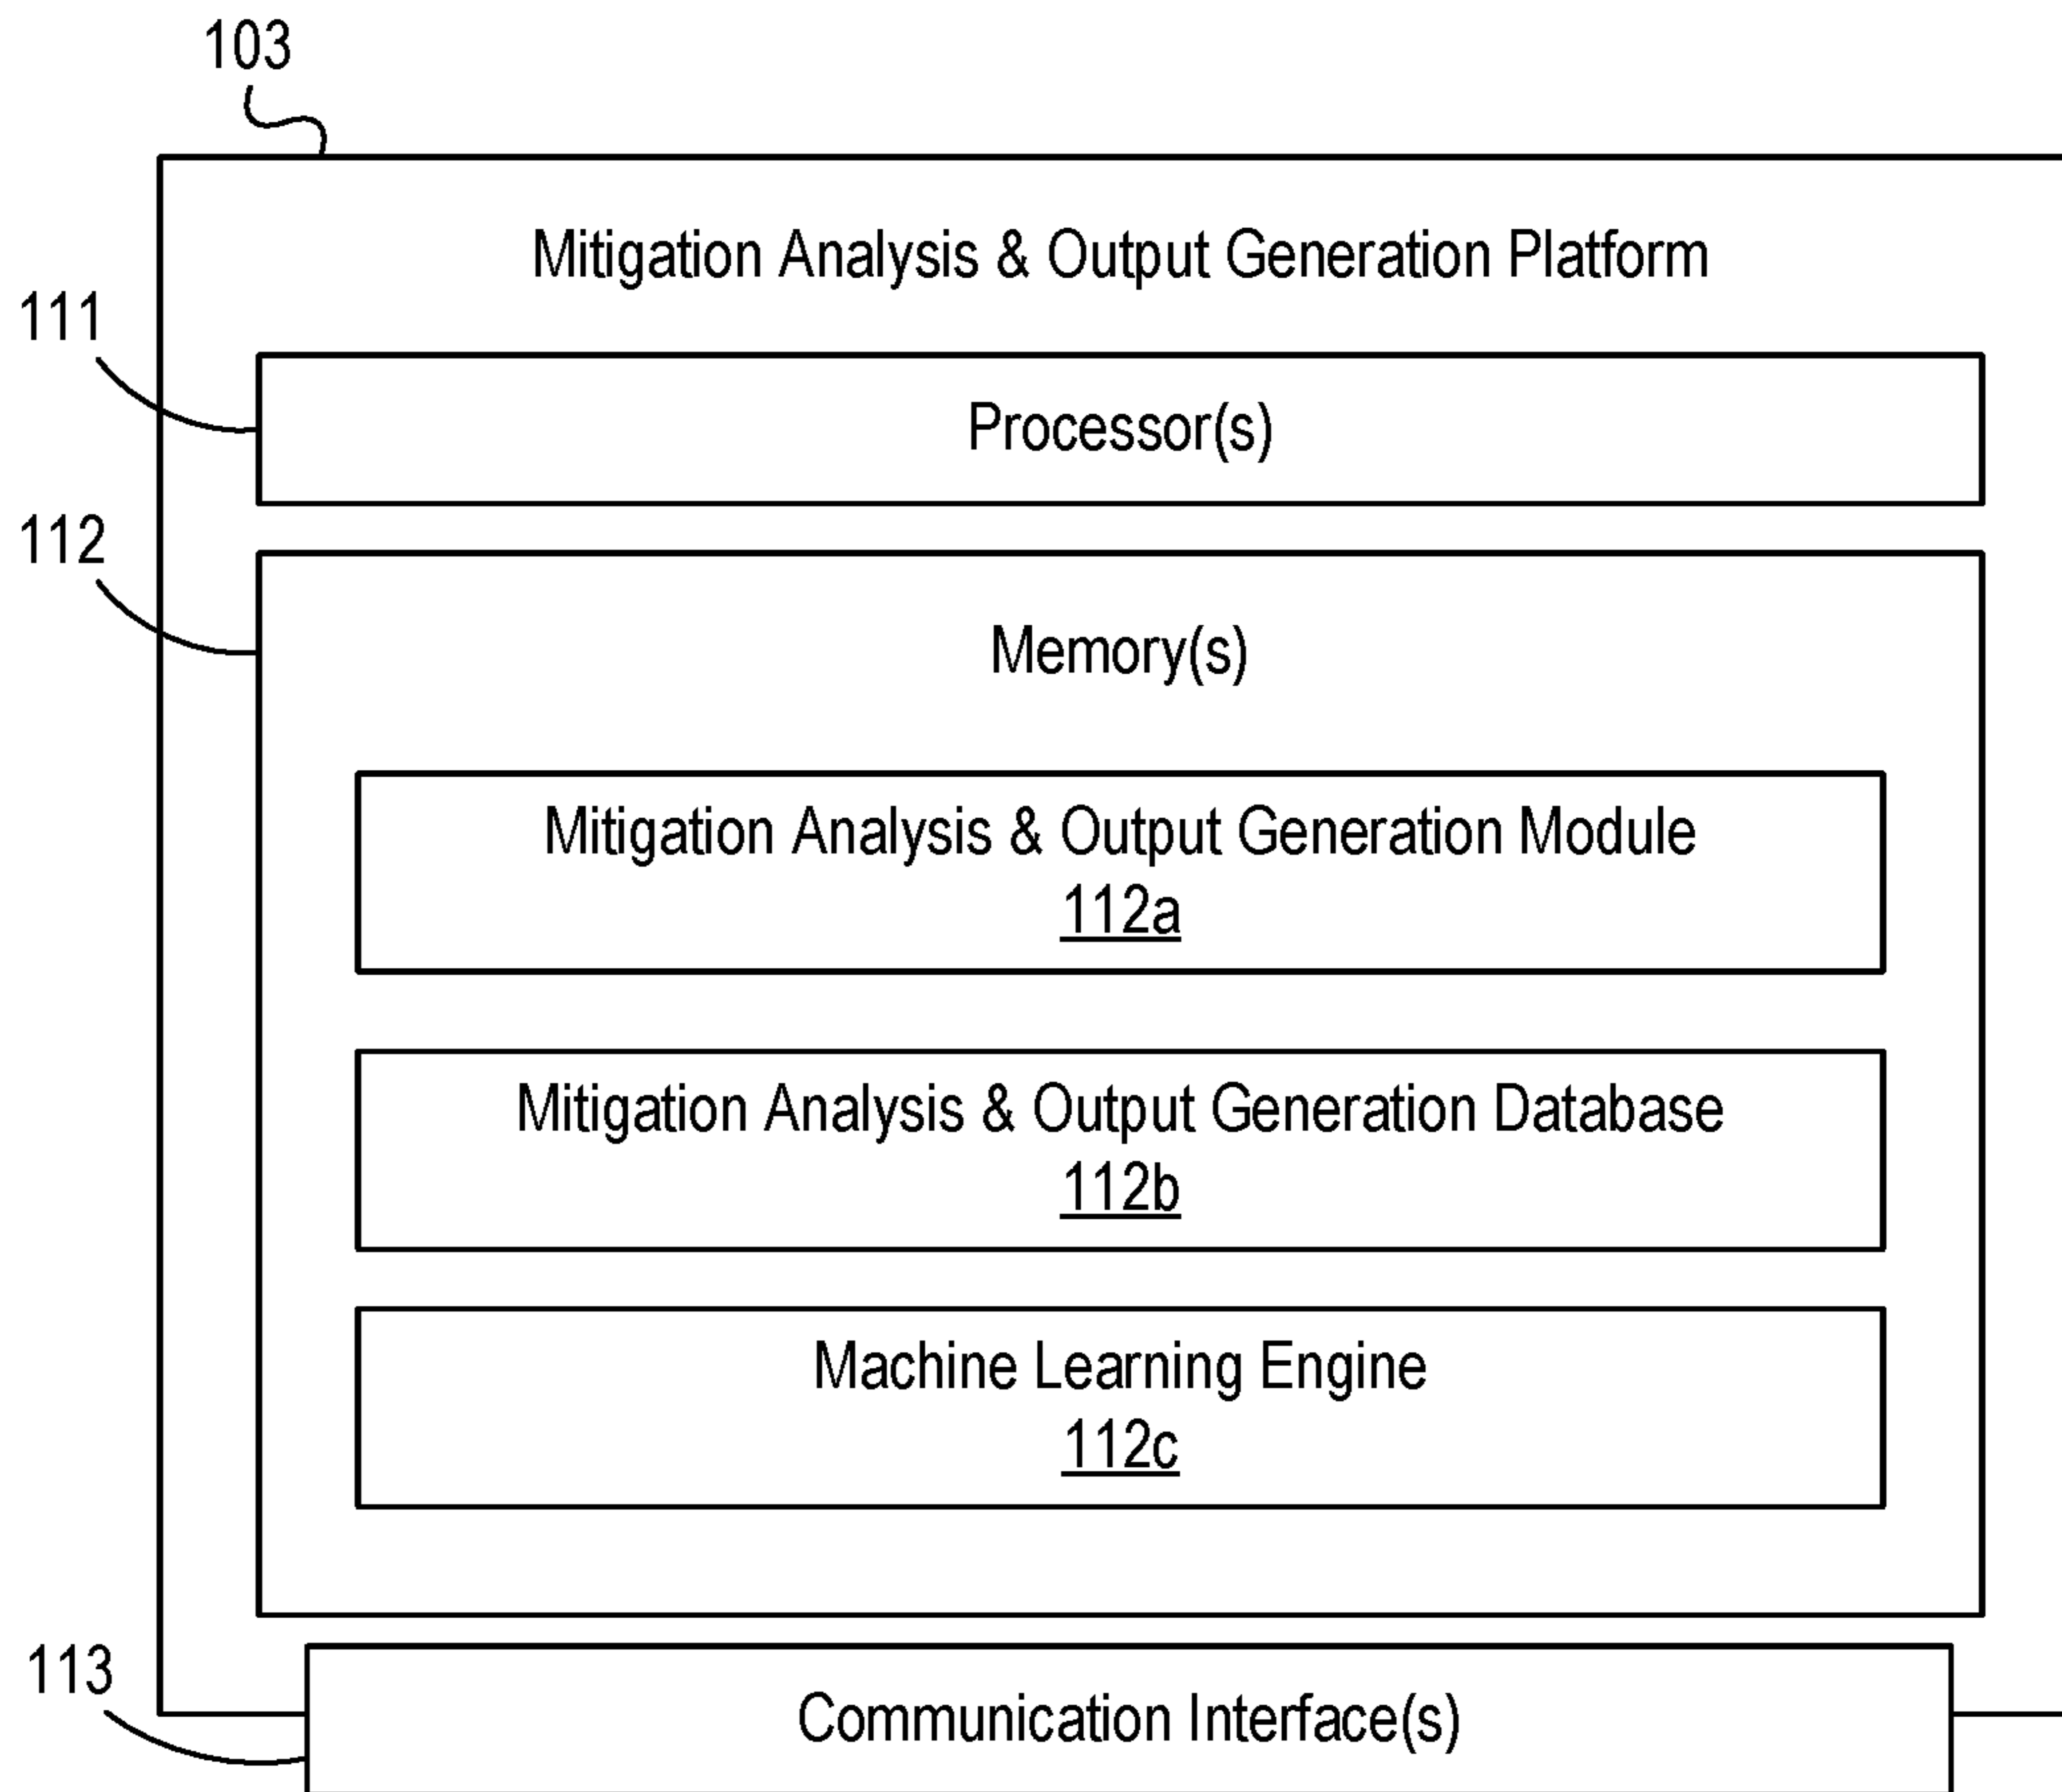 103
Mitigation Analysis & Output Generation Platform
111
Processor(s)
112
Memory(s)
Mitigation Analysis & Output Generation Module
112a
Mitigation Analysis & Output Generation Database
112b
Machine Learning Engine
112c
113
Communication Interface(s)